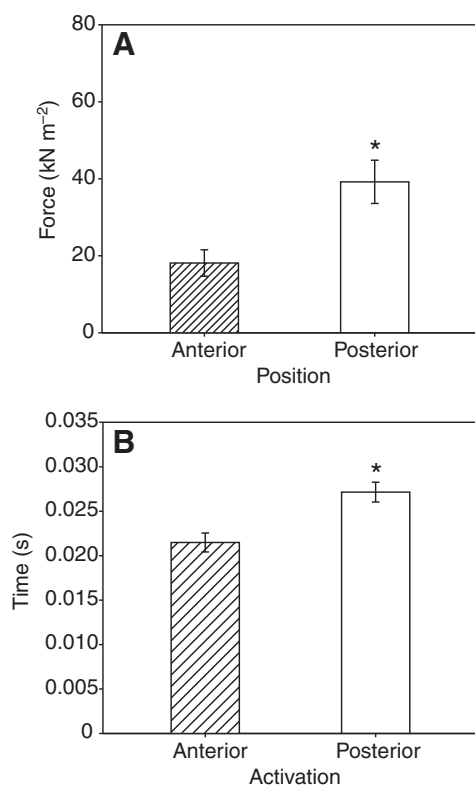 A
80
60
40
20
0
Force (kN m⁻²)
*
Anterior
Posterior
Position
B
0.035
0.030
0.025
0.020
0.015
0.010
0.005
0
Time (s)
*
Anterior
Posterior
Activation